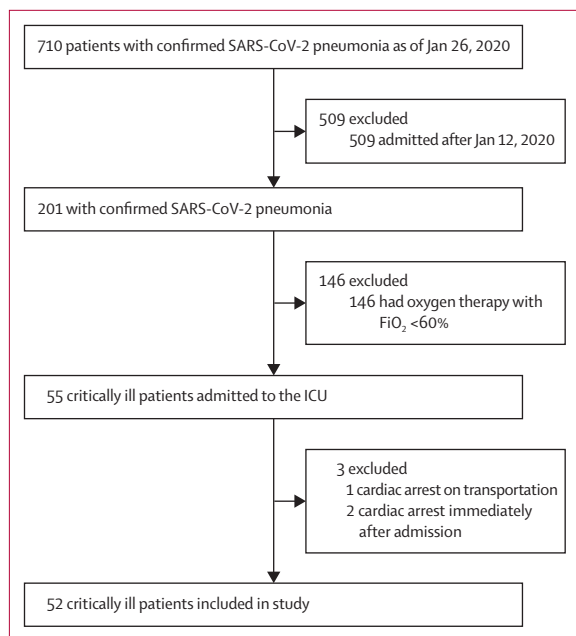 710 patients with confirmed SARS-CoV-2 pneumonia as of Jan 26, 2020
509 excluded
509 admitted after Jan 12, 2020
201 with confirmed SARS-CoV-2 pneumonia
146 excluded
146 had oxygen therapy with
FiO₂ <60%
55 critically ill patients admitted to the ICU
3 excluded
1 cardiac arrest on transportation
2 cardiac arrest immediately
after admission
52 critically ill patients included in study